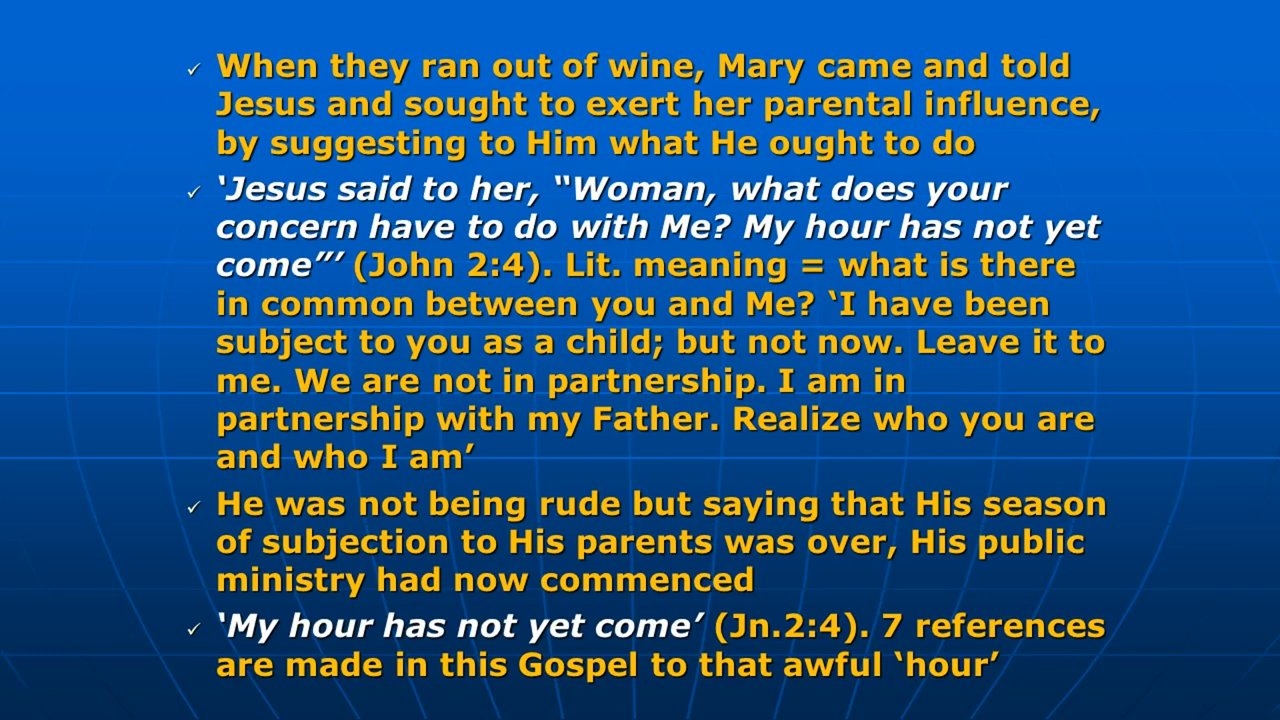 ✓ When they ran out of wine, Mary came and told
Jesus and sought to exert her parental influence,
by suggesting to Him what He ought to do
✓ ‘Jesus said to her, “Woman, what does your
concern have to do with Me? My hour has not yet
come”’ (John 2:4). Lit. meaning = what is there
in common between you and Me? ‘I have been
subject to you as a child; but not now. Leave it to
me. We are not in partnership. I am in
partnership with my Father. Realize who you are
and who I am’
✓ He was not being rude but saying that His season
of subjection to His parents was over, His public
ministry had now commenced
✓ ‘My hour has not yet come’ (Jn.2:4). 7 references
are made in this Gospel to that awful ‘hour’